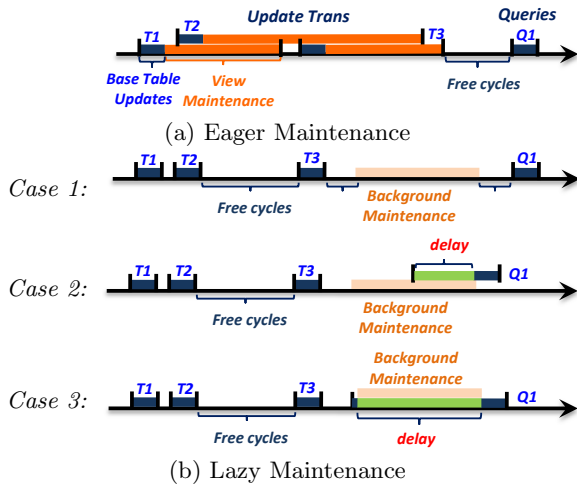 T2 Update Trans Queries
T1 T3 Q1
Base Table
Updates
View
Maintenance
Free cycles
(a) Eager Maintenance
T1 T2 T3 Q1
Case 1:
Free cycles
Background
Maintenance
delay
T1 T2 T3 Q1
Case 2:
Free cycles
Background
Maintenance
Background
Maintenance
T1 T2 T3 Q1
Case 3:
Free cycles
delay
(b) Lazy Maintenance